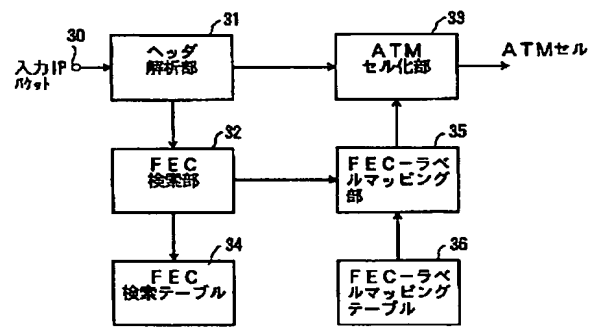 30
入力IP
パケット
31
ヘッダ
解析部
33
ATM
セル化部
ATMセル
32
FEC
検索部
35
FEC－ラベ
ルマッピング
部
34
FEC
検索テーブル
36
FEC－ラベ
ルマッピング
テーブル